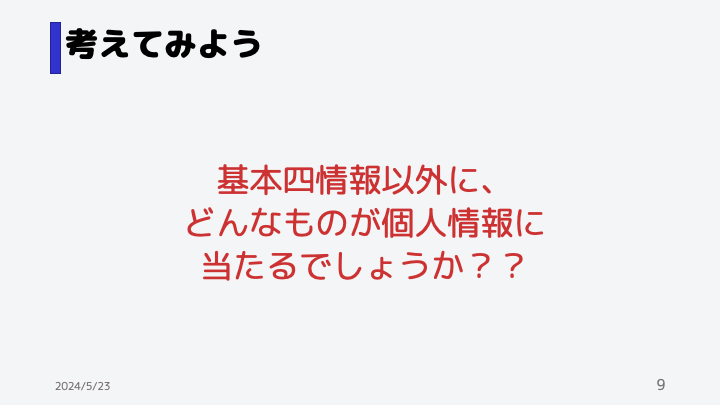 考えてみよう
基本四情報以外に、
どんなものが個人情報に
当たるでしょうか？？
2024/5/23
9